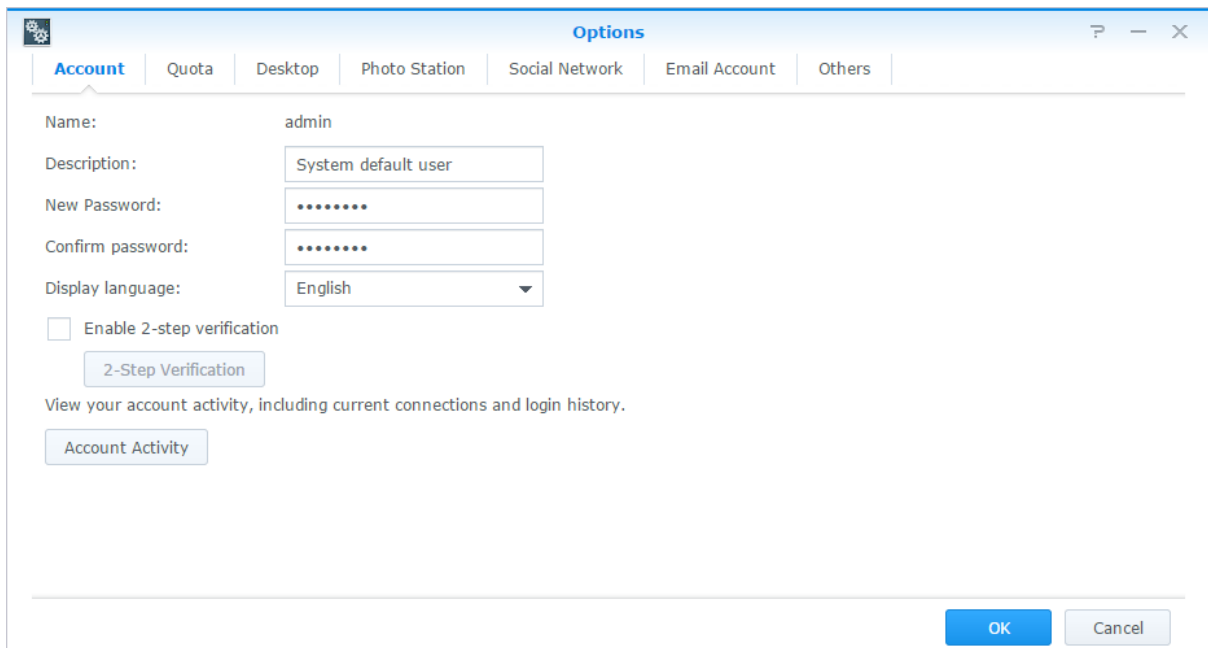 Options
Account Quota Desktop Photo Station Social Network Email Account Others
Name: admin
Description: System default user
New Password: ••••••••
Confirm password: ••••••••
Display language: English
Enable 2-step verification
2-Step Verification
View your account activity, including current connections and login history.
Account Activity
OK Cancel